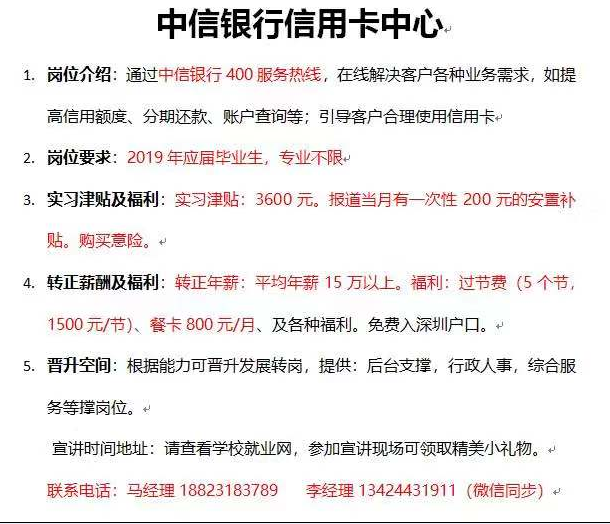 中信银行信用卡中心
1. 岗位介绍：通过中信银行 400 服务热线，在线解决客户各种业务需求，如提
高信用额度、分期还款、账户查询等；引导客户合理使用信用卡
2. 岗位要求：2019 年应届毕业生，专业不限
3. 实习津贴及福利：实习津贴：3600 元。报道当月有一次性 200 元的安置补
贴。购买意险。
4. 转正薪酬及福利：转正年薪：平均年薪 15 万以上。福利：过节费（5 个节，
1500 元/节）、餐卡 800 元/月、及各种福利。免费入深圳户口。
5. 晋升空间：根据能力可晋升发展转岗，提供：后台支撑，行政人事，综合服
务等撑岗位。
宣讲时间地址：请查看学校就业网，参加宣讲现场可领取精美小礼物。
联系电话：马经理 18823183789 李经理 13424431911（微信同步）